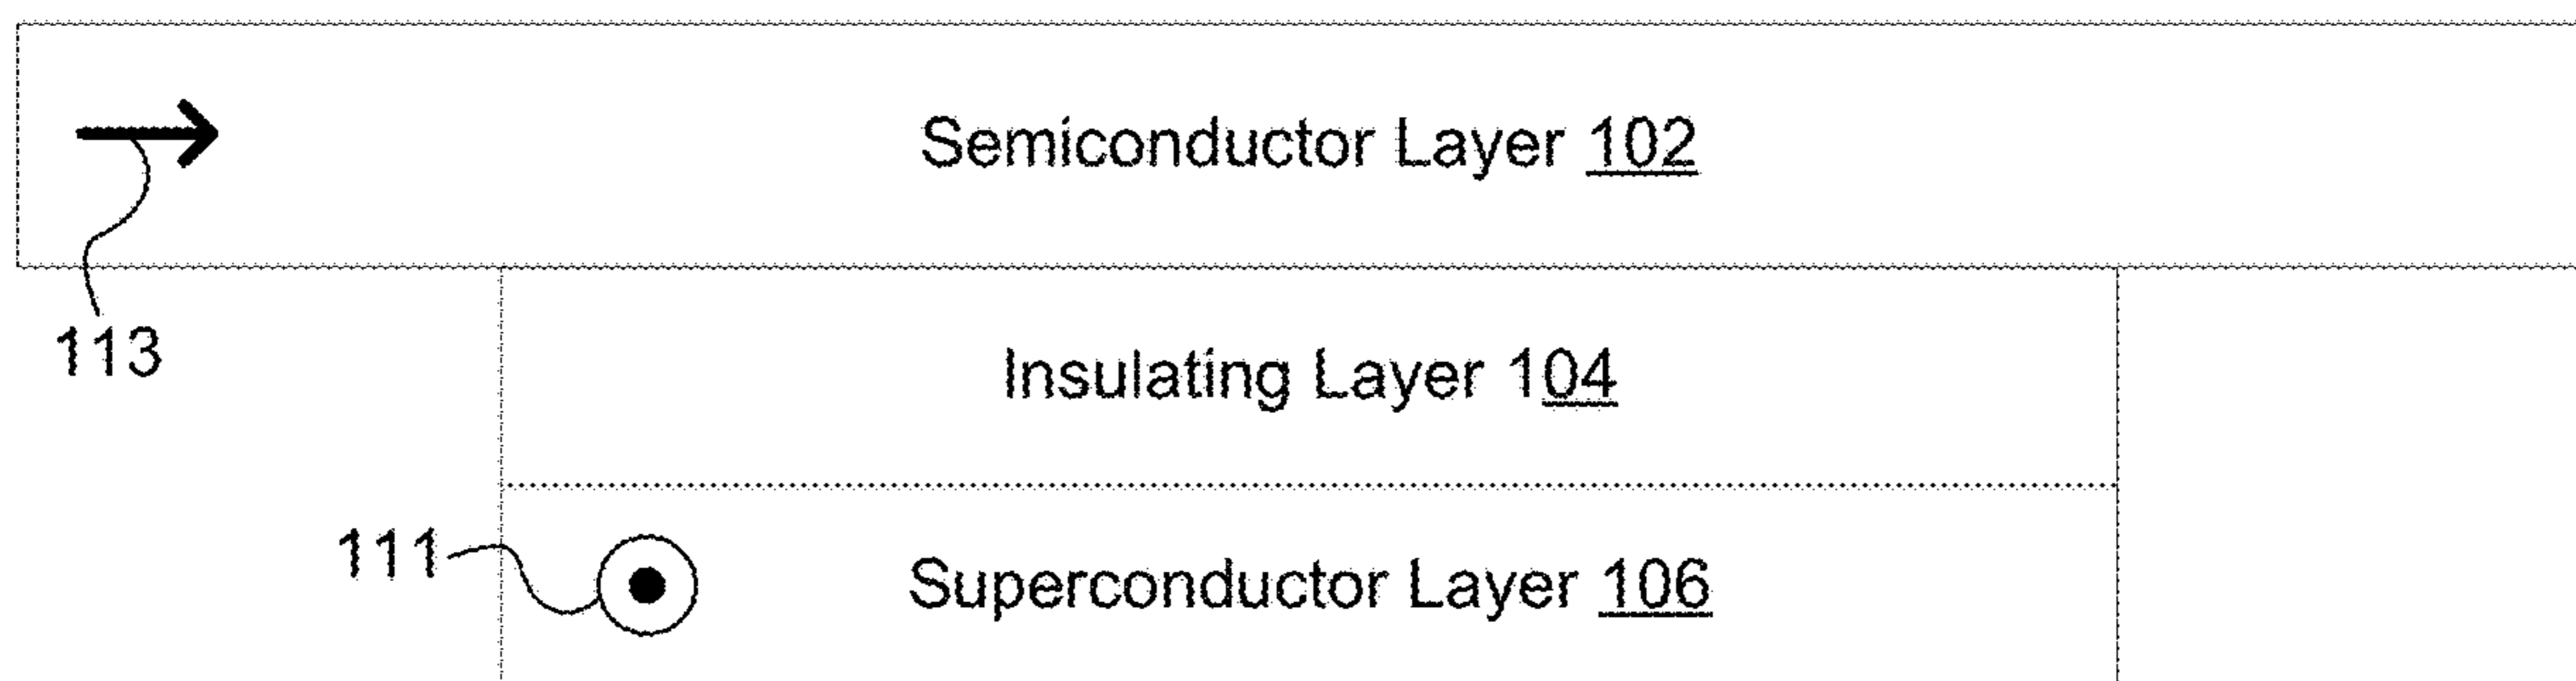 Semiconductor Layer 102
113
Insulating Layer 104
111
Superconductor Layer 106